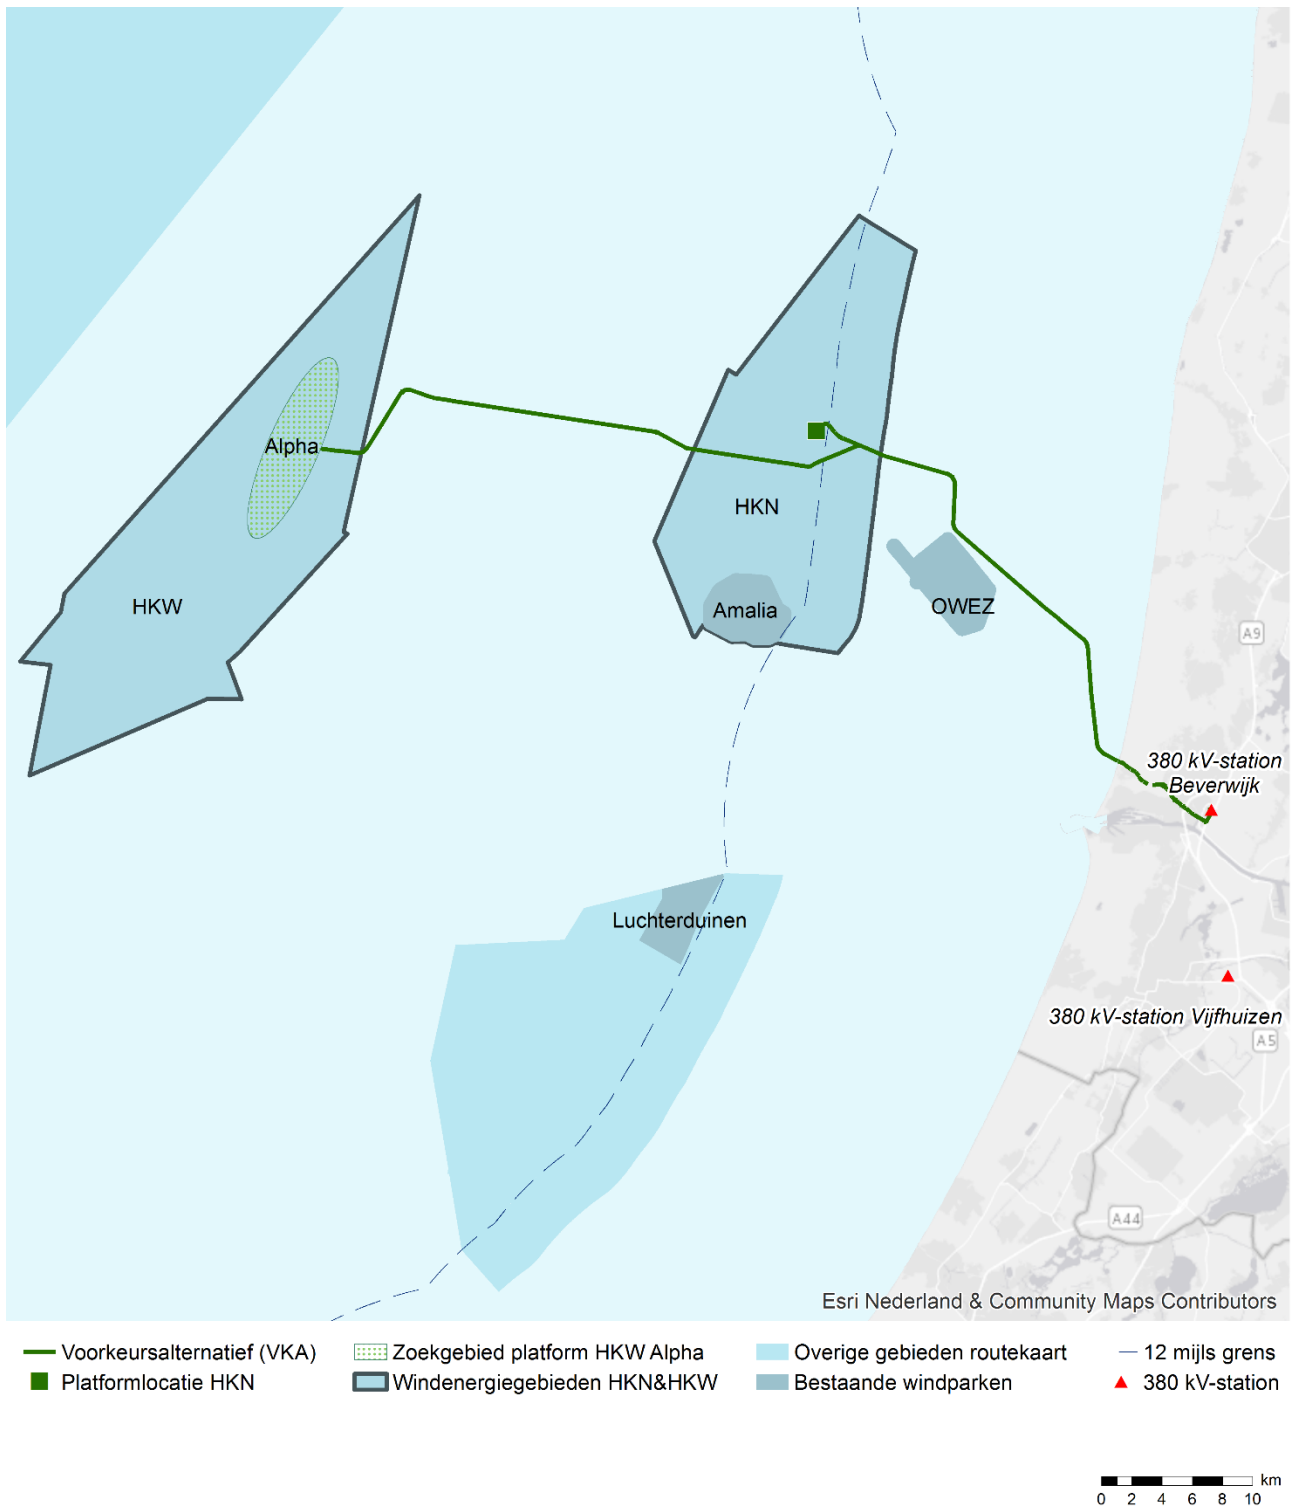 Alpha
HKN
HKW
Amalia
OWEZ
A9
380 kV-station
Beverwijk
Luchterduinen
380 kV-station Vijfhuizen
A5
A44
Esri Nederland & Community Maps Contributors
Voorkeursalternatief (VKA)
Zoekgebied platform HKW Alpha
Overige gebieden routekaart
12 mijls grens
Platformlocatie HKN
Windenergiegebieden HKN&HKW
Bestaande windparken
380 kV-station
km
0 2 4 6 8 10